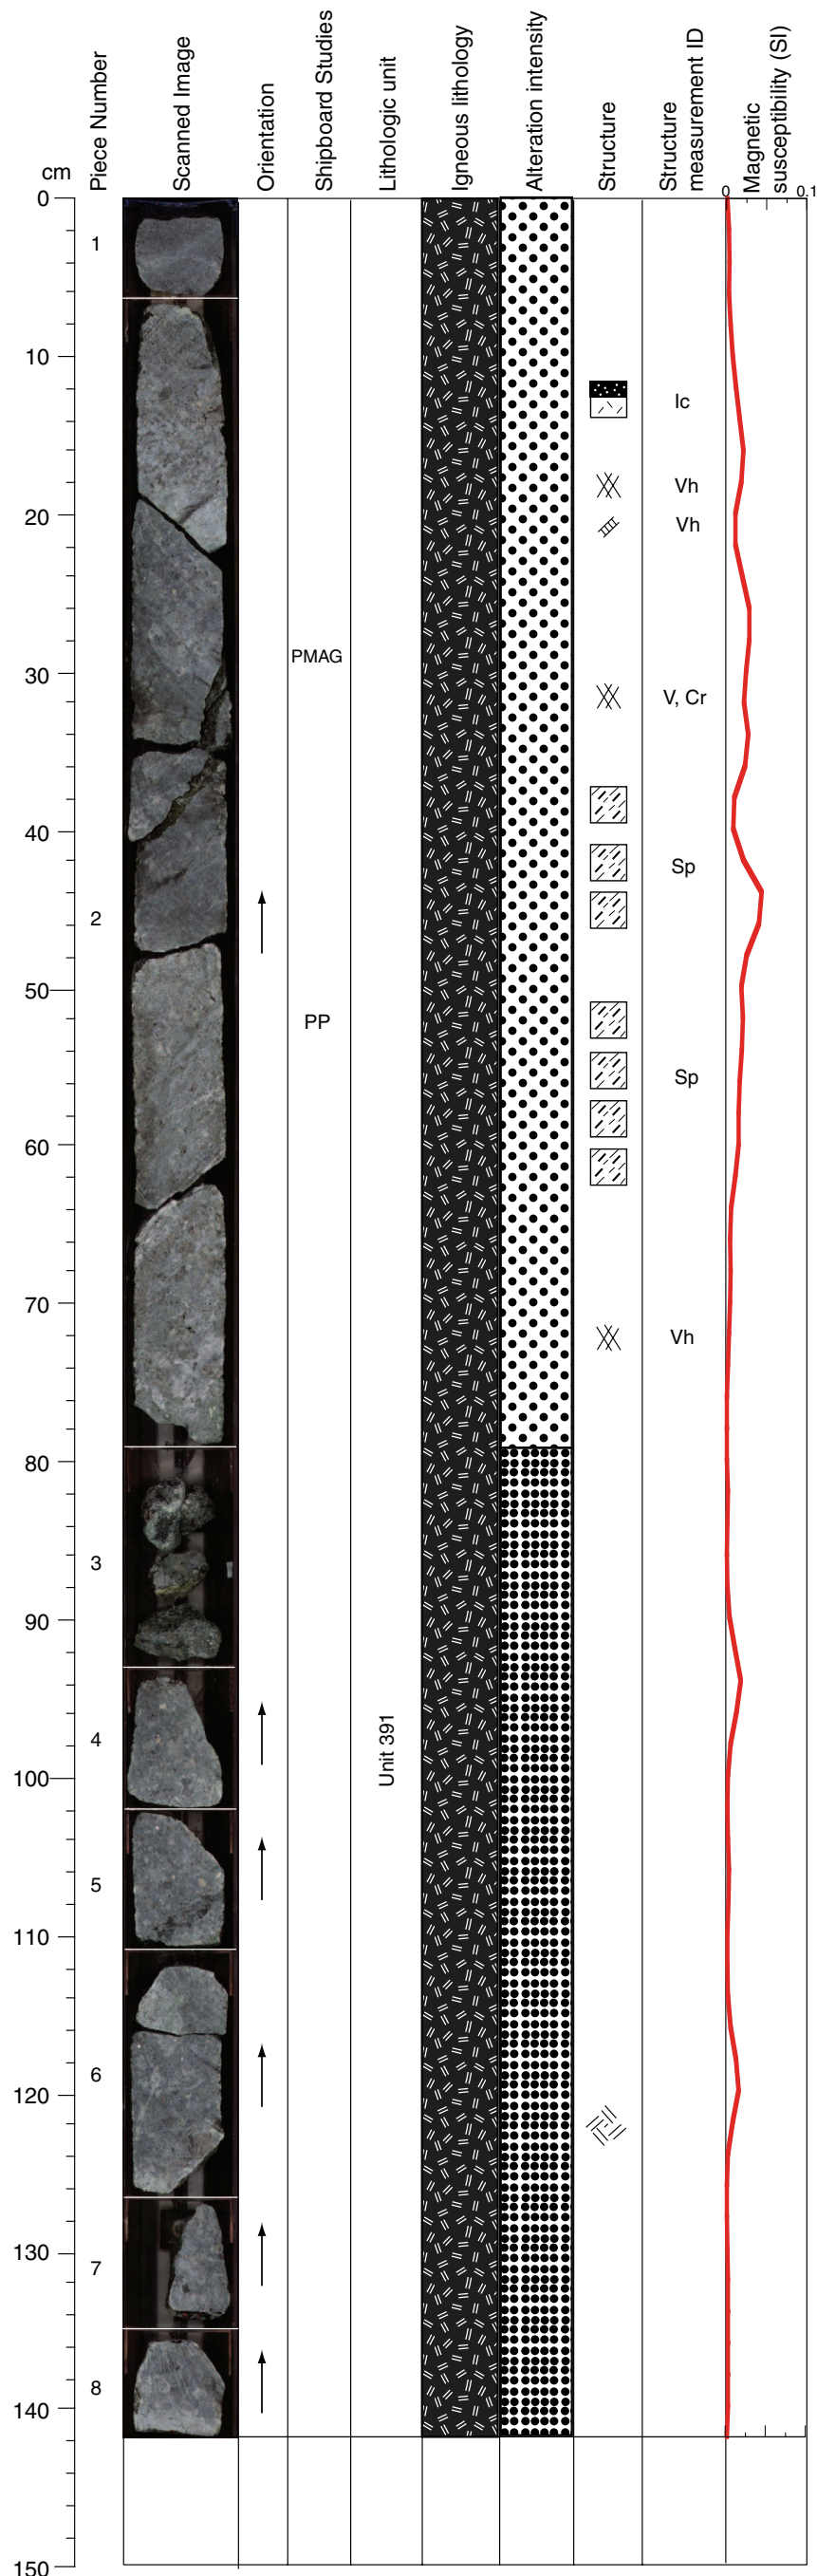 cm
Piece Number
Scanned Image
Orientation
Shipboard Studies
Lithologic unit
Igneous lithology
Alteration intensity
Structure
Structure
measurement ID
Magnetic
susceptibility (SI)
0 0.1
0
1
10
Ic
Vh
20
Vh
PMAG
30
V, Cr
40
Sp
2
50
PP
Sp
60
70
Vh
80
3
90
4
Unit 391
100
5
110
6
120
130
7
8
140
150